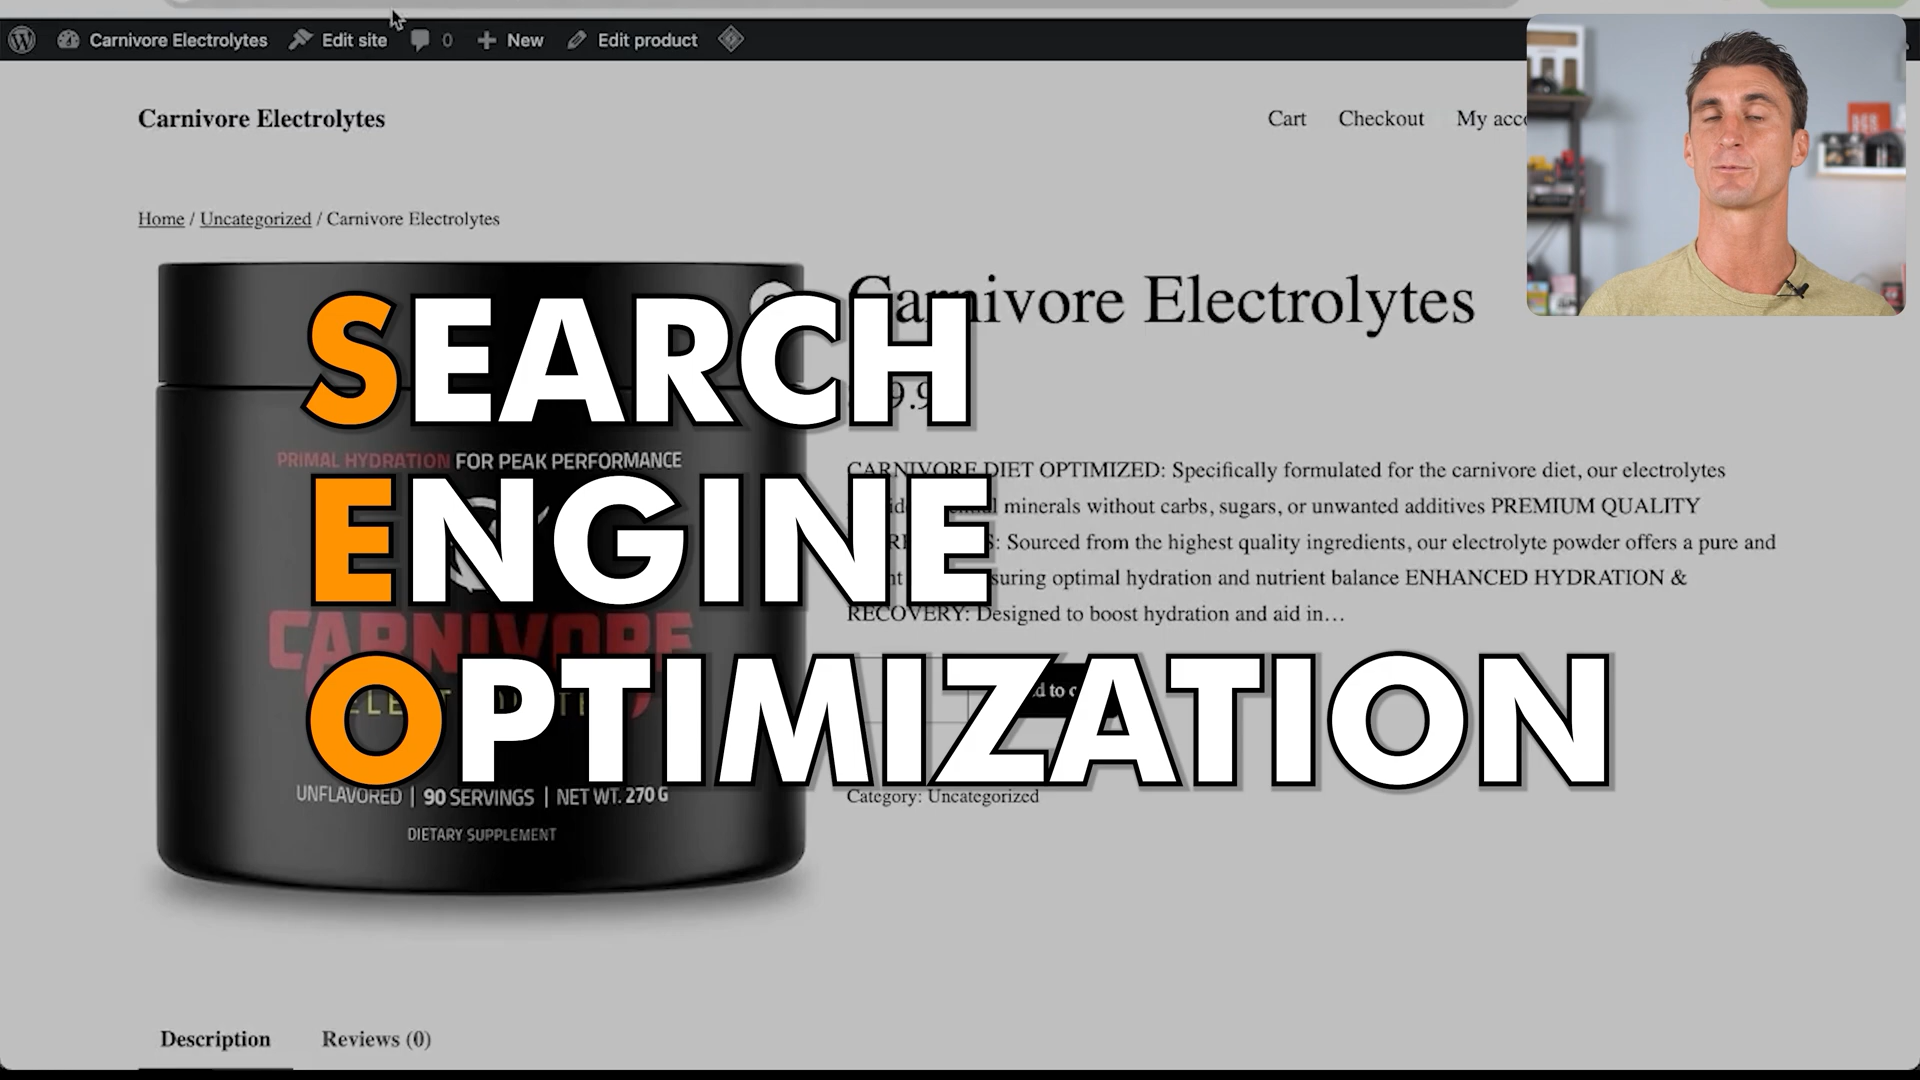 Carnivore Electrolytes Edit site 0 New Edit product
Carnivore Electrolytes
Cart Checkout My
Home / Uncategorized / Carnivore Electrolytes
Carnivore Electrolytes
SEARCH
ENGINE
OPTIMIZATION
CARNIVORE DIET OPTIMIZED: Specifically formulated for the carnivore diet, our electrolytes
minerals without carbs, sugars, or unwanted additives PREMIUM QUALITY
: Sourced from the highest quality ingredients, our electrolyte powder offers a pure and
optimal hydration and nutrient balance ENHANCED HYDRATION &
RECOVERY: Designed to boost hydration and aid in…
Category: Uncategorized
PRIMAL HYDRATION FOR PEAK PERFORMANCE
CARNIVORE
UNFLAVORED | 90 SERVINGS | NET WT. 270 G
DIETARY SUPPLEMENT
Description Reviews (0)